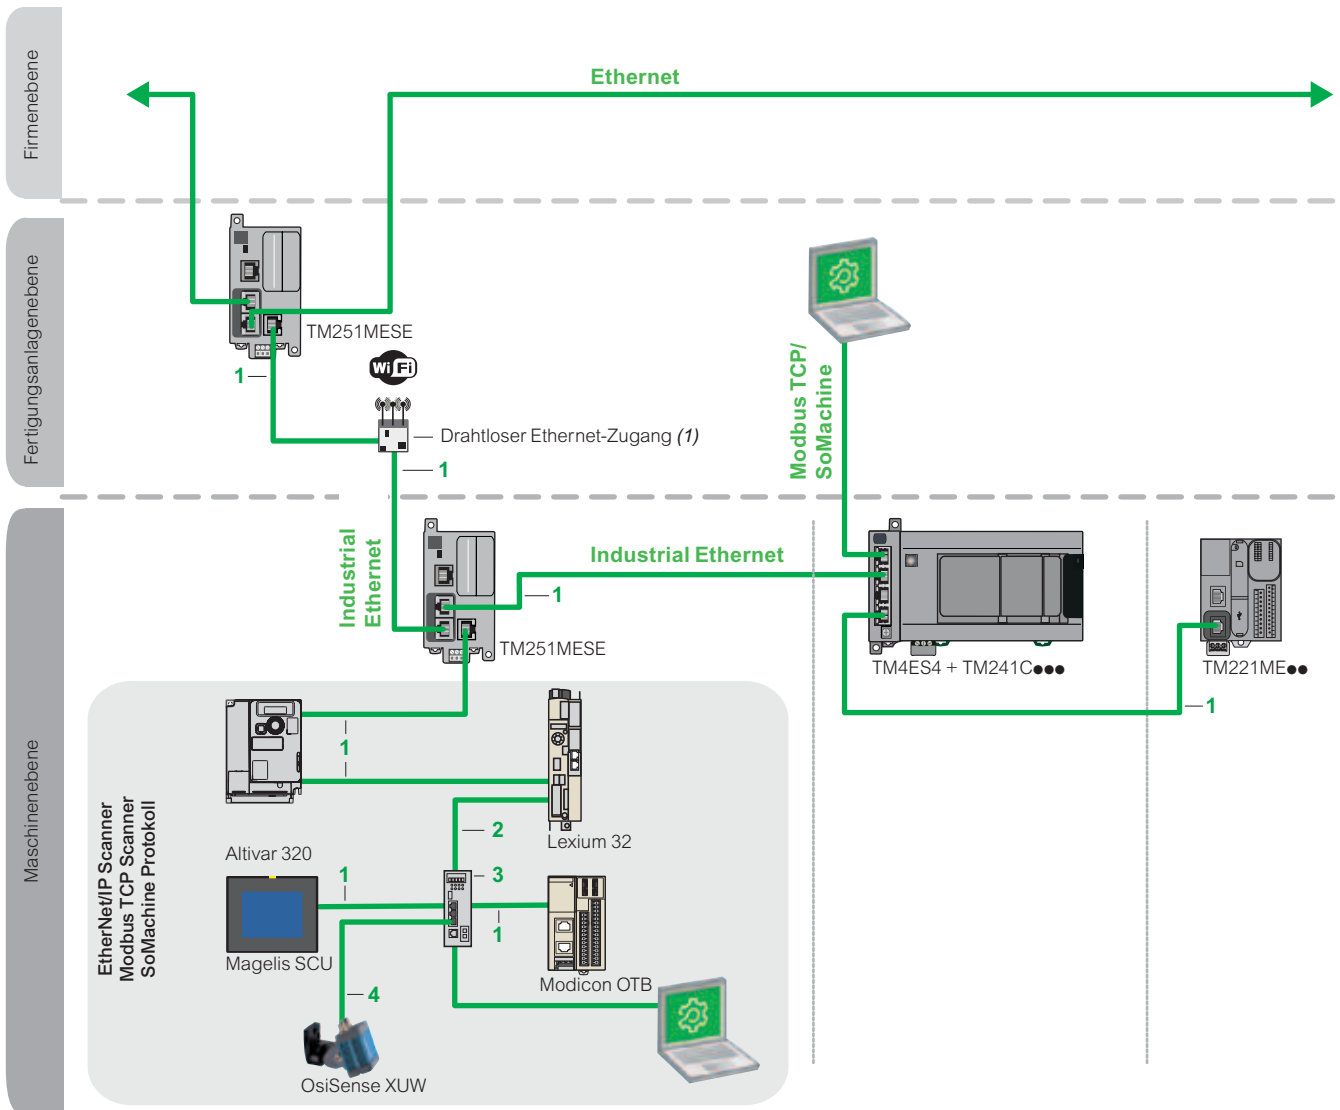 Firmenebene
Ethernet
Fertigungsanlagenebene
TM251MESE
1
WiFi
Drahtloser Ethernet-Zugang (1)
1
Modbus TCP/
SoMachine
Maschinenebene
Industrial
Ethernet
Industrial Ethernet
1
TM251MESE
TM4ES4 + TM241C●●●
TM221ME●●
1
EtherNet/IP Scanner
Modbus TCP Scanner
SoMachine Protokoll
1
2
Lexium 32
Altivar 320
1
3
1
Magelis SCU
Modicon OTB
4
OsiSense XUW